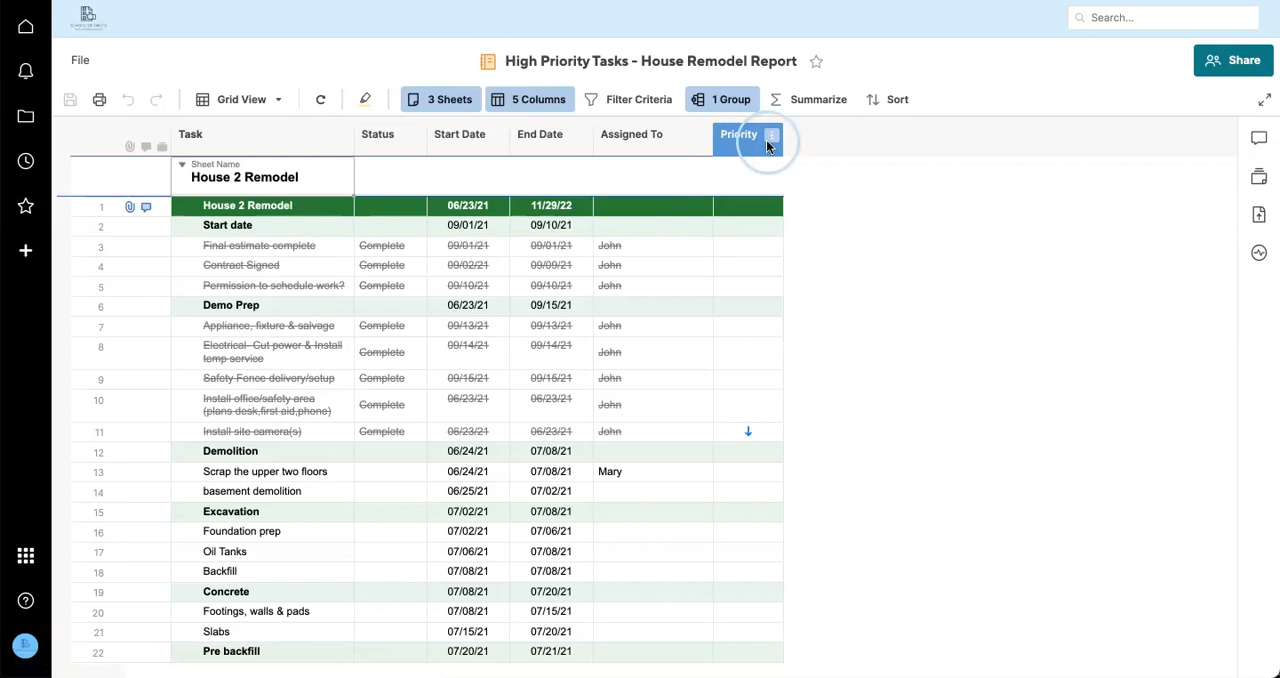 Search...
File
High Priority Tasks - House Remodel Report
Share
Grid View
3 Sheets
5 Columns
Filter Criteria
1 Group
Summarize
Sort
Task Status Start Date End Date Assigned To Priority
Sheet Name
House 2 Remodel
1 House 2 Remodel 06/23/21 11/29/22
2 Start date 09/01/21 09/10/21
3 Final estimate complete Complete 09/01/21 09/01/21 John
4 Contract Signed Complete 09/02/21 09/09/21 John
5 Permission to schedule work? Complete 09/10/21 09/10/21 John
6 Demo Prep 06/23/21 09/15/21
7 Appliance, fixture & salvage Complete 09/13/21 09/13/21 John
8 Electrical- Cut power & Install
temp service Complete 09/14/21 09/14/21 John
9 Safety Fence delivery/setup Complete 09/15/21 09/15/21 John
10 Install office/safety area
(plans desk,first aid,phone) Complete 06/23/21 06/23/21 John
11 Install site camera(s) Complete 06/23/21 06/23/21 John
12 Demolition 06/24/21 07/08/21
13 Scrap the upper two floors 06/24/21 07/08/21 Mary
14 basement demolition 06/25/21 07/02/21
15 Excavation 07/02/21 07/08/21
16 Foundation prep 07/02/21 07/06/21
17 Oil Tanks 07/06/21 07/08/21
18 Backfill 07/08/21 07/08/21
19 Concrete 07/08/21 07/20/21
20 Footings, walls & pads 07/08/21 07/15/21
21 Slabs 07/15/21 07/20/21
22 Pre backfill 07/20/21 07/21/21